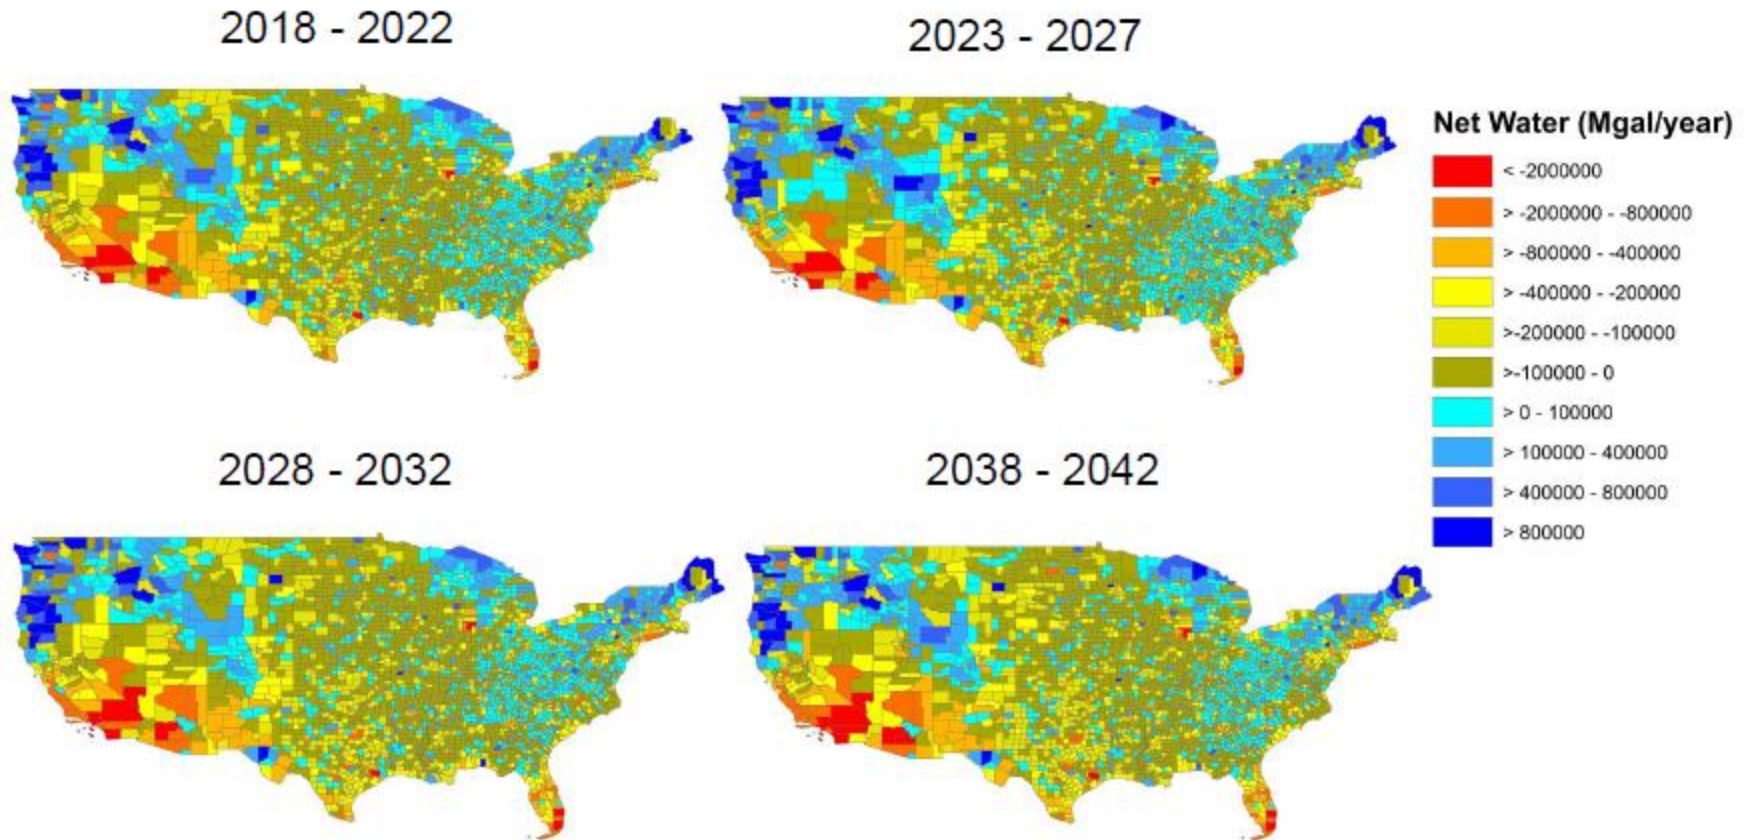 2018 - 2022
2023 - 2027
Net Water (Mgal/year)
< -2000000
> -2000000 - -800000
> -800000 - -400000
> -400000 - -200000
>-200000 - -100000
>-100000 - 0
> 0 - 100000
> 100000 - 400000
> 400000 - 800000
> 800000
2028 - 2032
2038 - 2042